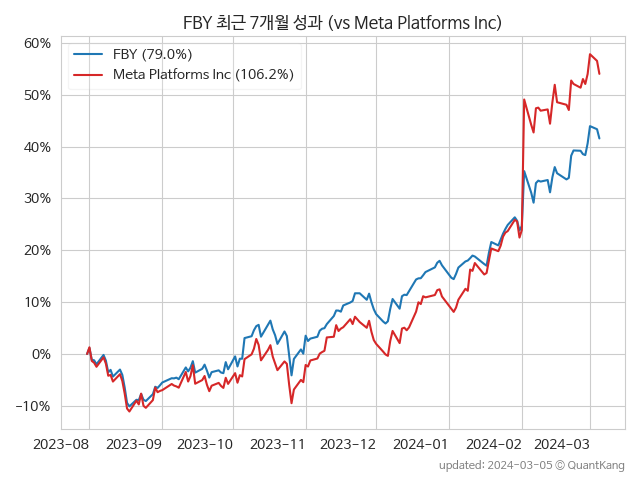 FBY 최근 7개월 성과 (vs Meta Platforms Inc)
60%
50%
40%
30%
20%
10%
0%
−10%
FBY (79.0%)
Meta Platforms Inc (106.2%)
2023−08 2023−09 2023−10 2023−11 2023−12 2024−01 2024−02 2024−03
updated: 2024-03-05 © QuantKang